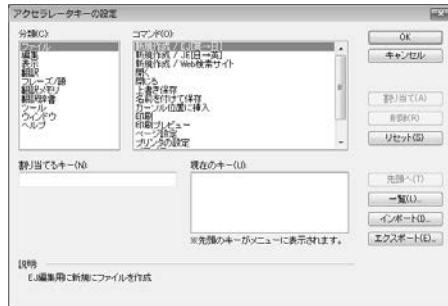 アクセラレータキーの設定
分類(C):
ファイル
編集
表示
翻訳
フレーズ/語
翻訳メモリ
翻訳辞書
ツール
ウィンドウ
ヘルプ
コマンド(O):
新規作成 / EJ[英→日]
新規作成 / JE[日→英]
新規作成 / Web検索サイト
開く
閉じる
上書き保存
名前を付けて保存
カーソル位置に挿入
印刷
印刷プレビュー
ページ設定
プリンタの設定
OK
キャンセル
割り当て(A)
削除(R)
リセット(S)
割り当てるキー(N):
現在のキー(U):
先頭へ(T)
一覧(L)...
インポート(I)...
エクスポート(E)...
※先頭のキーがメニューに表示されます。
説明
EJ編集用に新規にファイルを作成